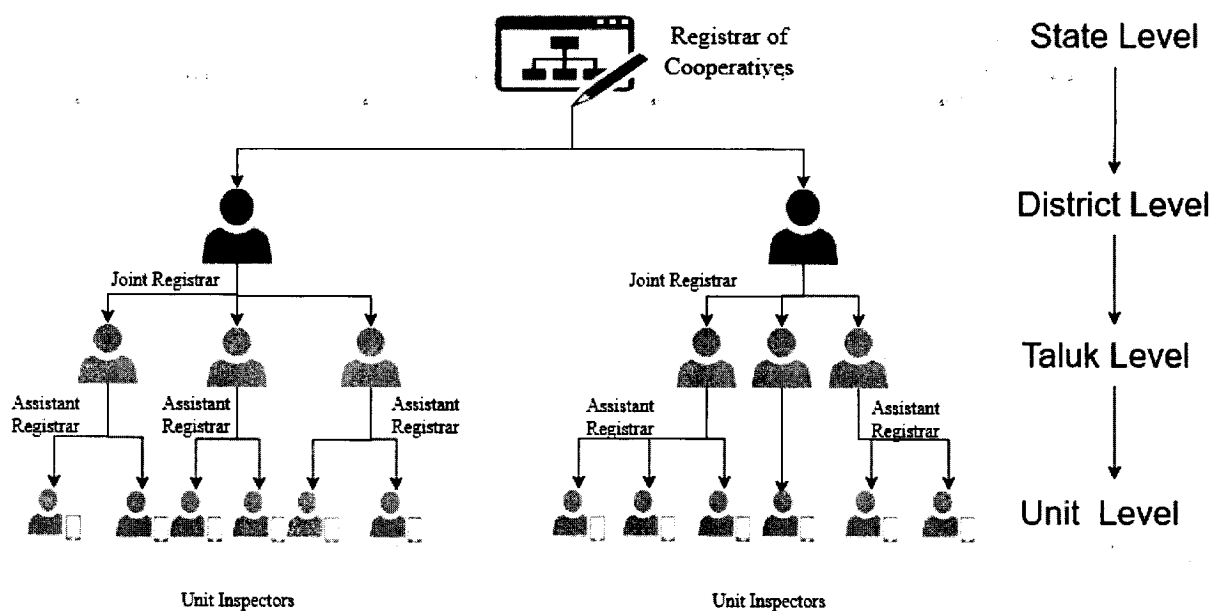 Registrar of
Cooperatives
State Level
District Level
Joint Registrar
Joint Registrar
Taluk Level
Assistant
Registrar
Assistant
Registrar
Assistant
Registrar
Assistant
Registrar
Assistant
Registrar
Unit Level
Unit Inspectors
Unit Inspectors